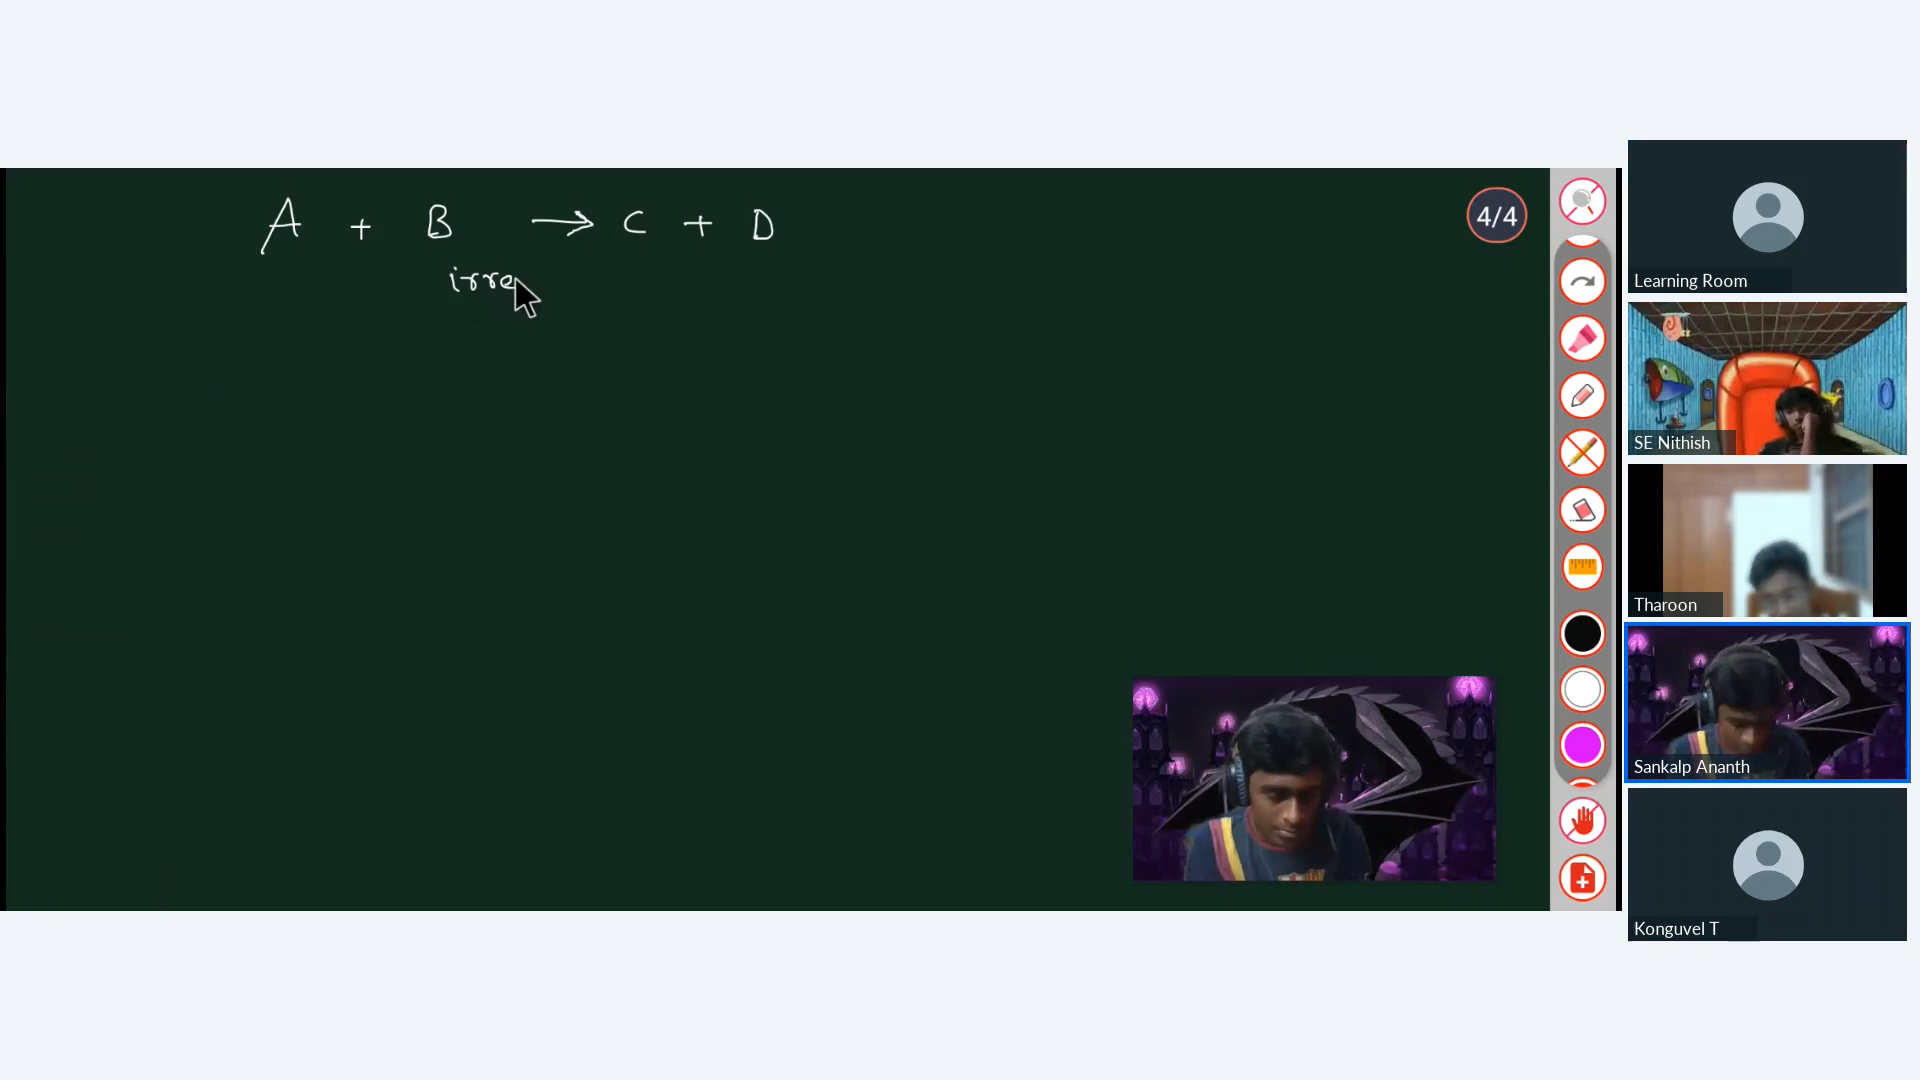 A + B → C + D
irre
4/4
Learning Room
SE Nithish
Tharoon
Sankalp Ananth
Konguvel T